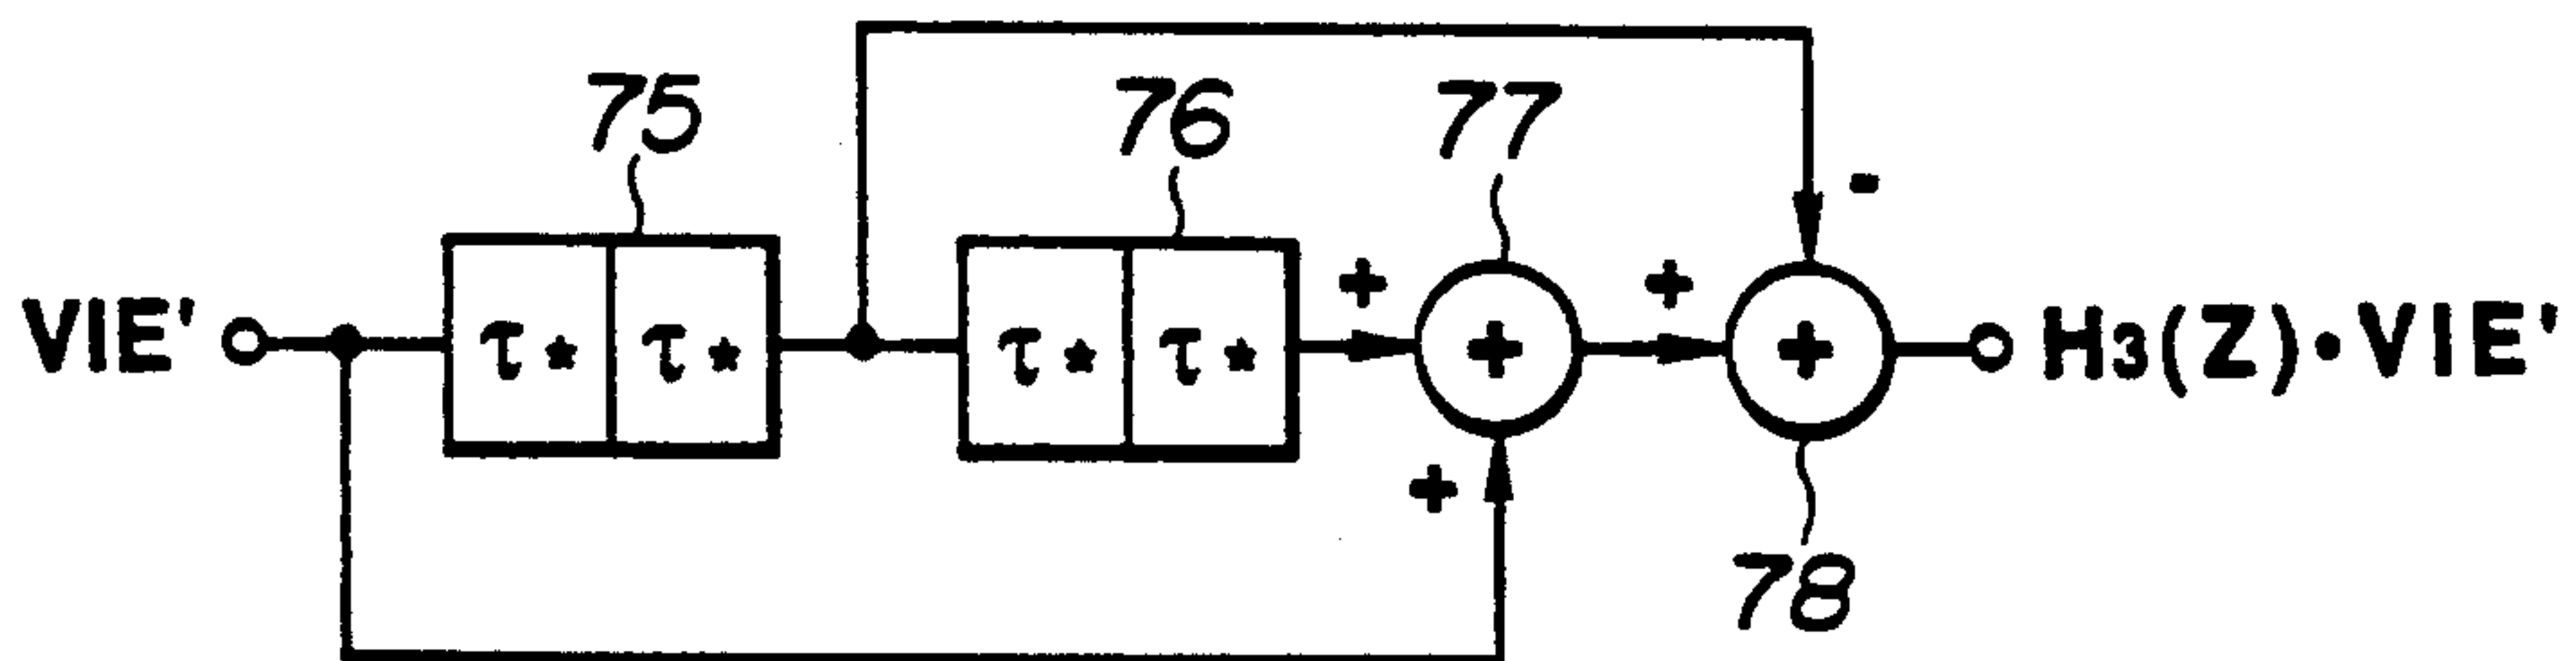 75 76 77 -
+ +
VIE' τ★ τ★ τ★ τ★ + + H3(Z)•VIE'
+
78